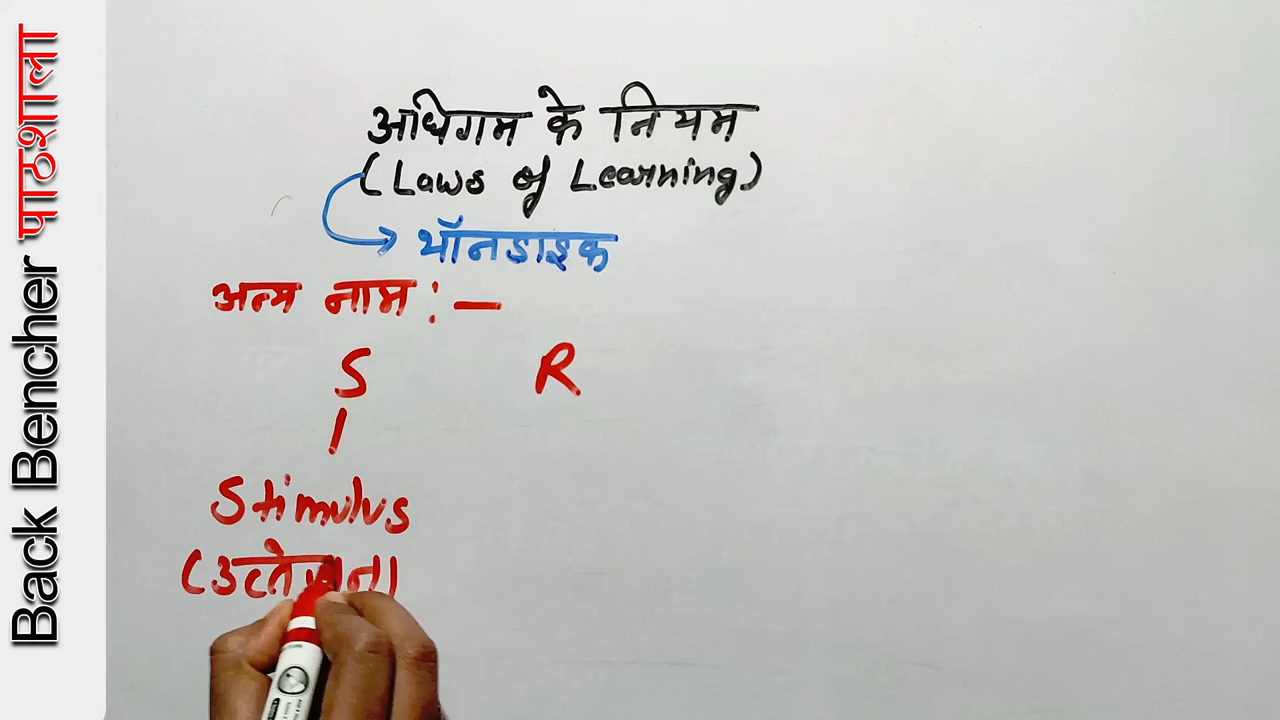 Back Bencher पाठशाला
अधिगम के नियम
(Laws of Learning)
थॉनडाइक
अन्य नाम : —
S R
Stimulus
(उत्तेजना)